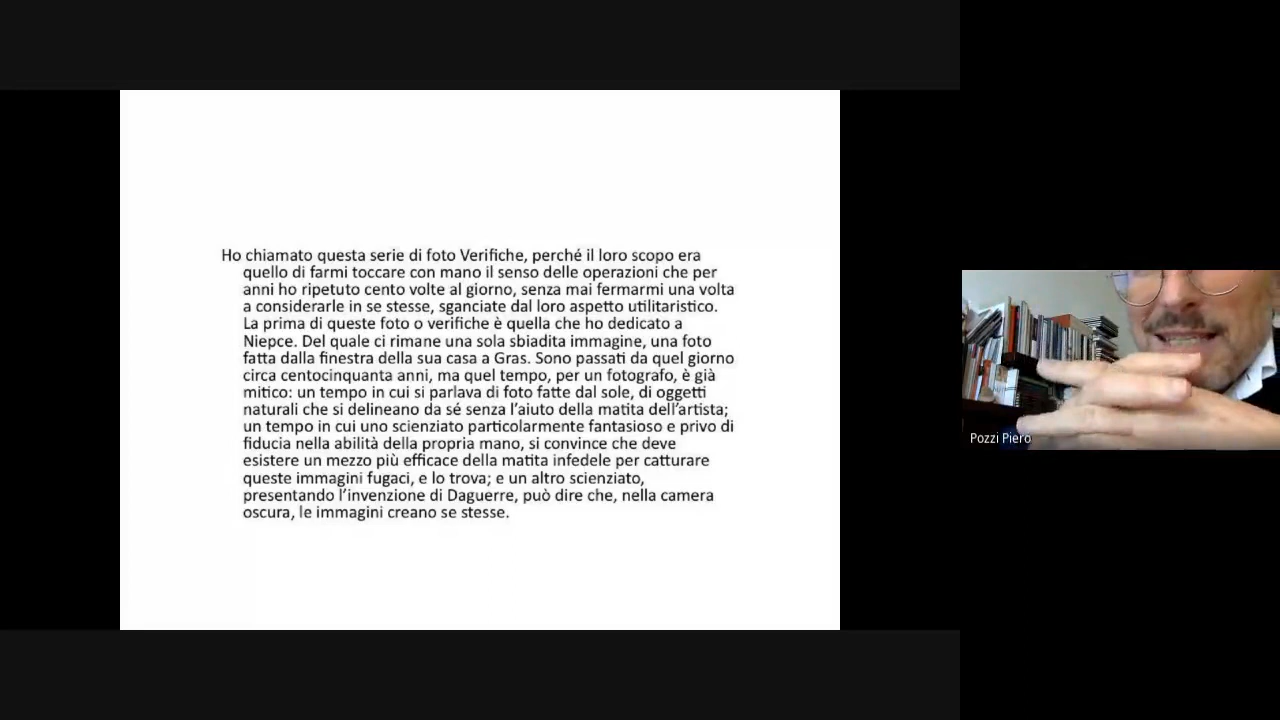 Ho chiamato questa serie di foto Verifiche, perché il loro scopo era
quello di farmi toccare con mano il senso delle operazioni che per
anni ho ripetuto cento volte al giorno, senza mai fermarmi una volta
a considerarle in se stesse, sganciate dal loro aspetto utilitaristico.
La prima di queste foto o verifiche è quella che ho dedicato a
Niepce. Del quale ci rimane una sola sbiadita immagine, una foto
fatta dalla finestra della sua casa a Gras. Sono passati da quel giorno
circa centocinquanta anni, ma quel tempo, per un fotografo, è già
mitico: un tempo in cui si parlava di foto fatte dal sole, di oggetti
naturali che si delineano da sé senza l'aiuto della matita dell'artista;
un tempo in cui uno scienziato particolarmente fantasioso e privo di
fiducia nella abilità della propria mano, si convince che deve
esistere un mezzo più efficace della matita infedele per catturare
queste immagini fugaci, e lo trova; e un altro scienziato,
presentando l'invenzione di Daguerre, può dire che, nella camera
oscura, le immagini creano se stesse.
Pozzi Piero